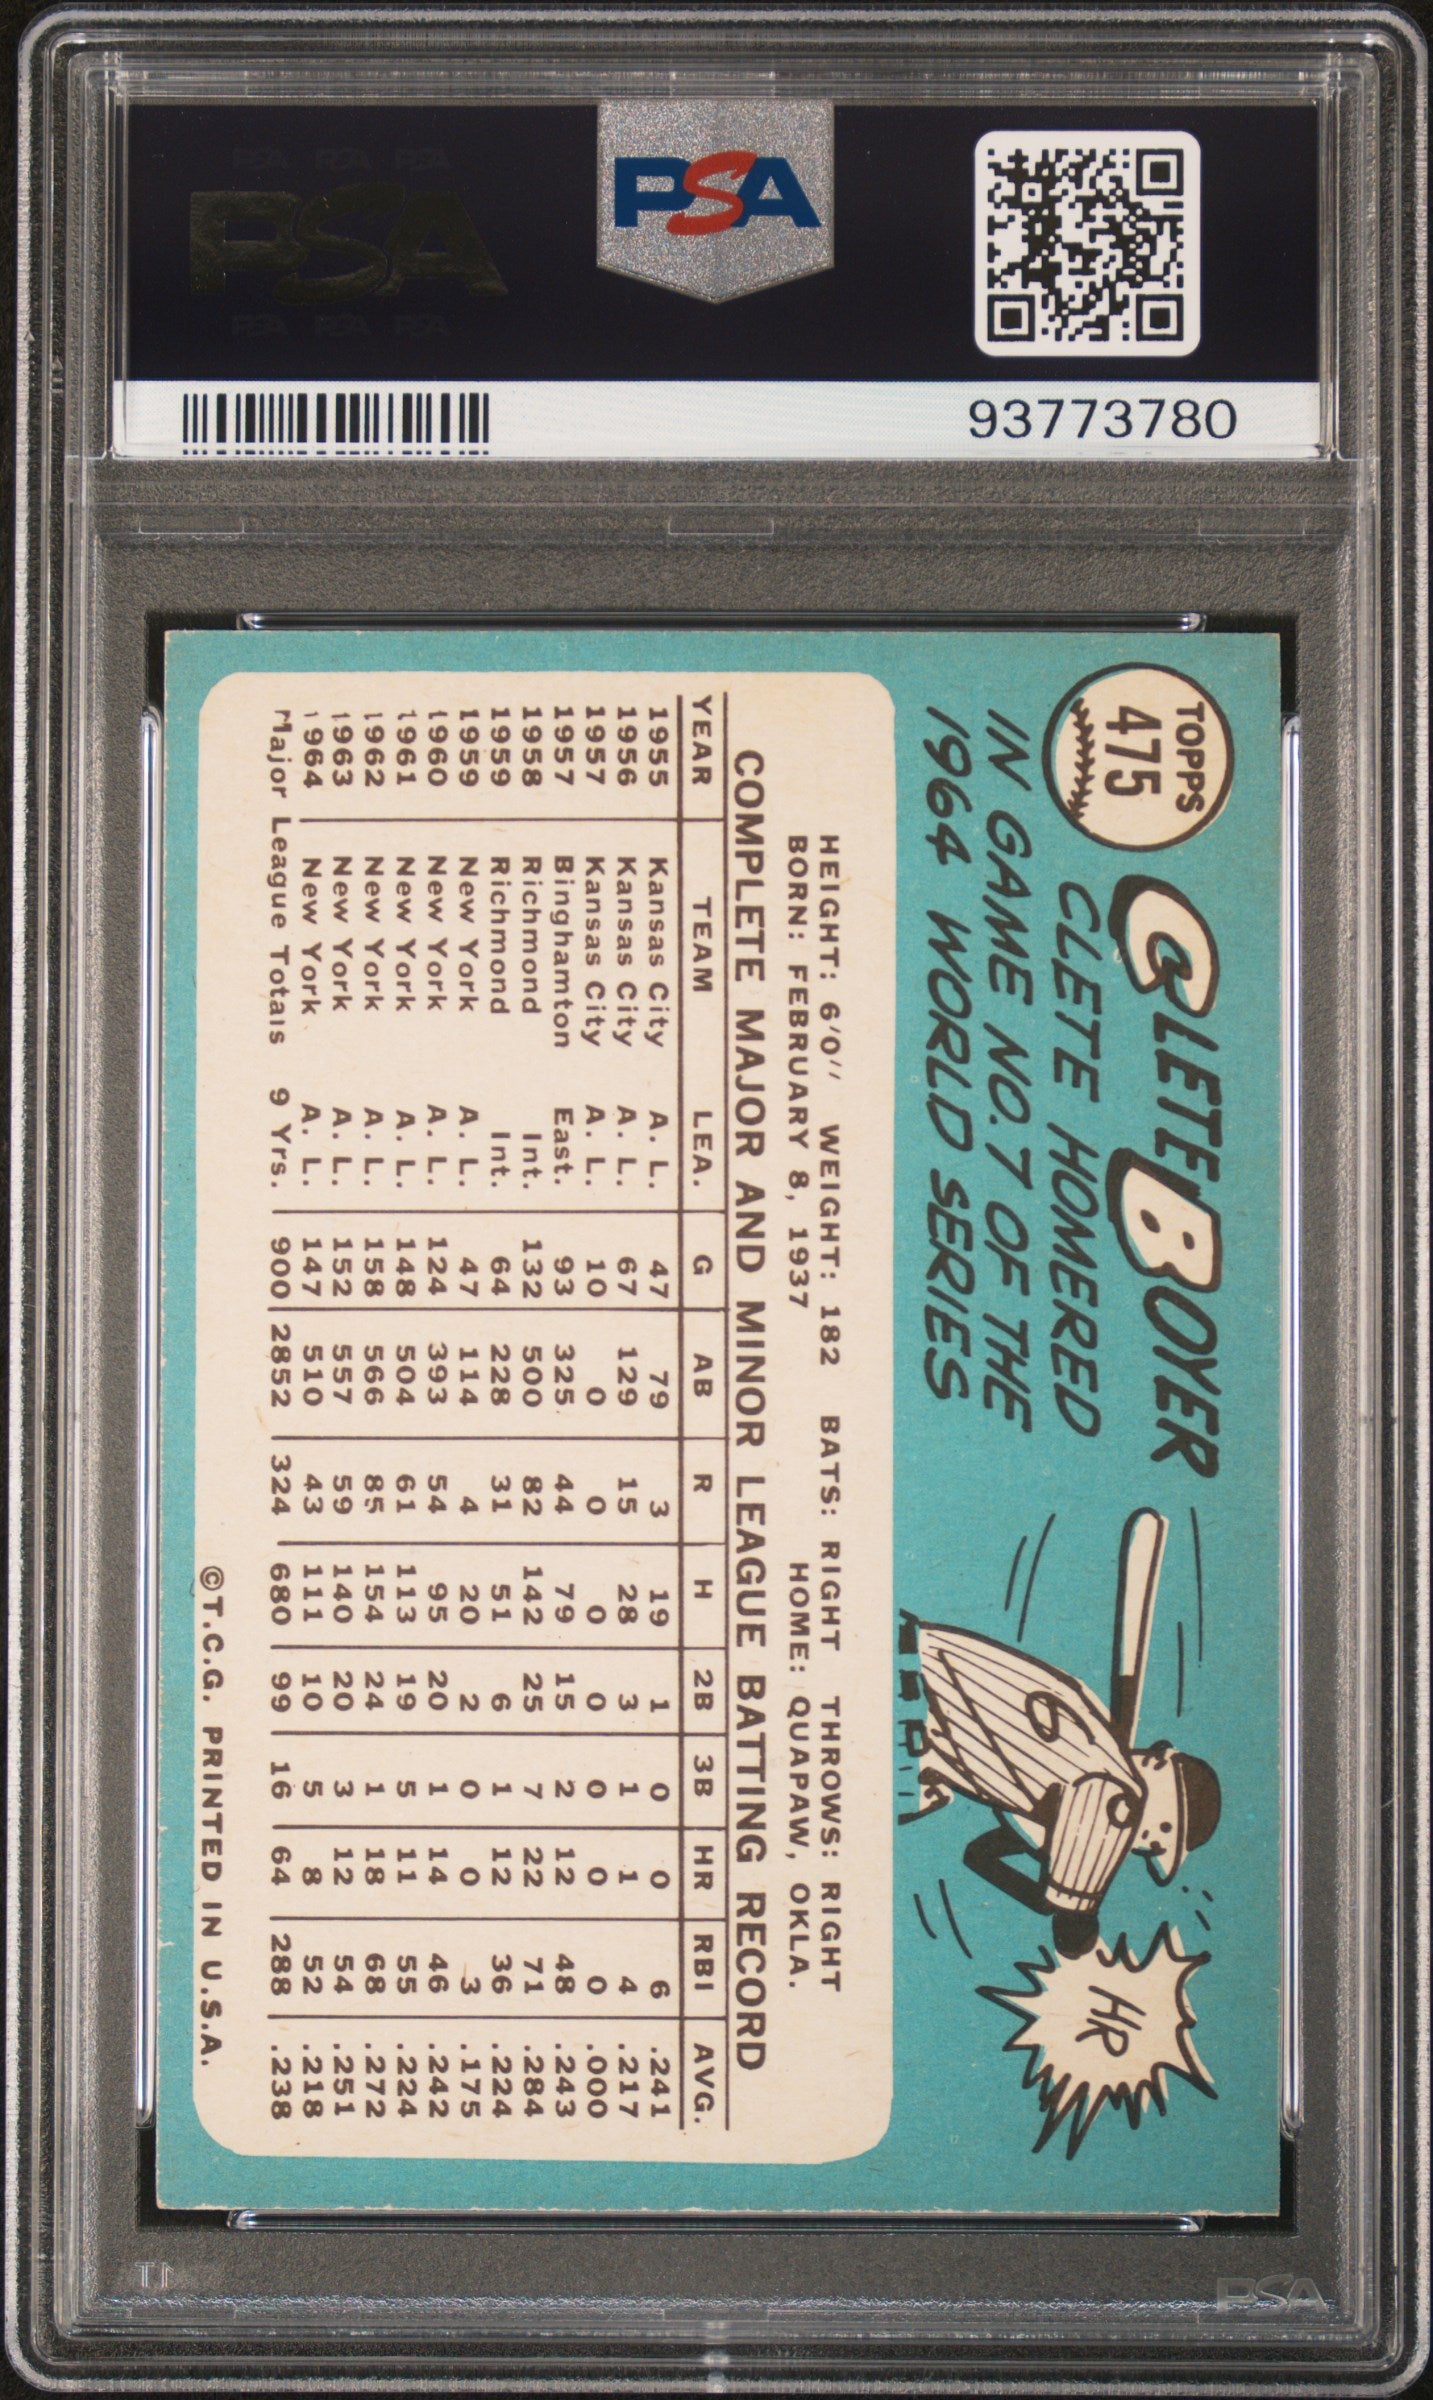 PSA PSA PSA
PSA
PSA PSA PSA
PSA
93773780
TOPPS
475
CLETE BOYER
CLETE HOMERED
IN GAME NO. 7 OF THE
1964 WORLD SERIES
6
HR
HEIGHT: 6'0" WEIGHT: 182 BATS: RIGHT THROWS: RIGHT
BORN: FEBRUARY 8, 1937 HOME: QUAPAW, OKLA.
COMPLETE MAJOR AND MINOR LEAGUE BATTING RECORD
YEAR TEAM LEA. G AB R H 2B 3B HR RBI AVG.
1955 Kansas City A. L. 47 79 3 19 1 0 0 6 .241
1956 Kansas City A. L. 67 129 15 28 3 1 1 4 .217
1957 Kansas City A. L. 10 0 0 0 0 0 0 0 .000
1957 Binghamton East. 93 325 44 79 15 2 12 48 .243
1958 Richmond Int. 132 500 82 142 25 7 22 71 .284
1959 Richmond Int. 64 228 31 51 6 1 12 36 .224
1959 New York A. L. 47 114 4 20 2 0 0 3 .175
1960 New York A. L. 124 393 54 95 20 1 14 46 .242
1961 New York A. L. 148 504 61 113 19 5 11 55 .224
1962 New York A. L. 158 566 85 154 24 1 18 68 .272
1963 New York A. L. 152 557 59 140 20 3 12 54 .251
1964 New York A. L. 147 510 43 111 10 5 8 52 .218
Major League Totals 9 Yrs. 900 2852 324 680 99 16 64 288 .238
©T.C.G. PRINTED IN U.S.A.
PSA